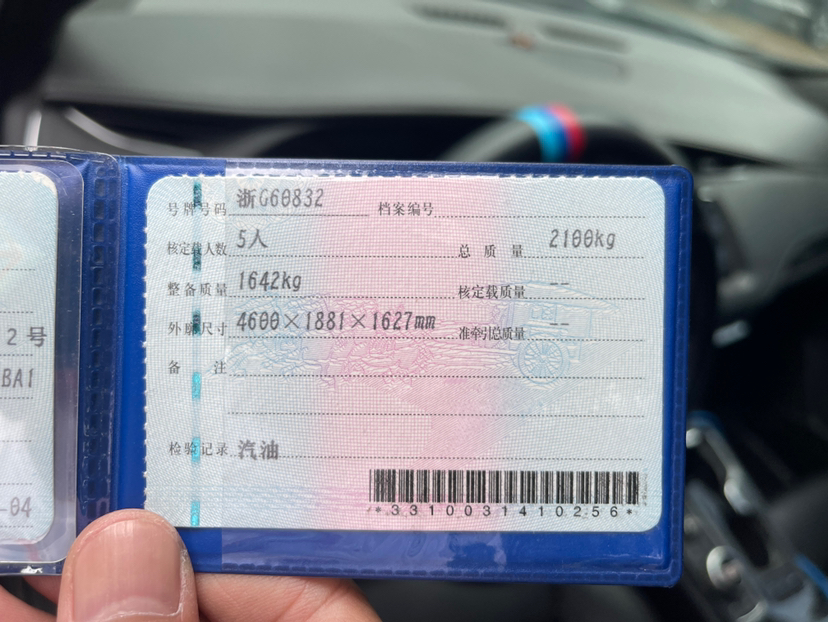 号牌号码 浙G60832 档案编号
核定载人数 5人 总质量 2100kg
整备质量 1642kg 核定载质量 --
外廓尺寸 4600×1881×1627mm 准牵引总质量 --
备注
检验记录 汽油
*3310031410256*
2号
BA1
-04